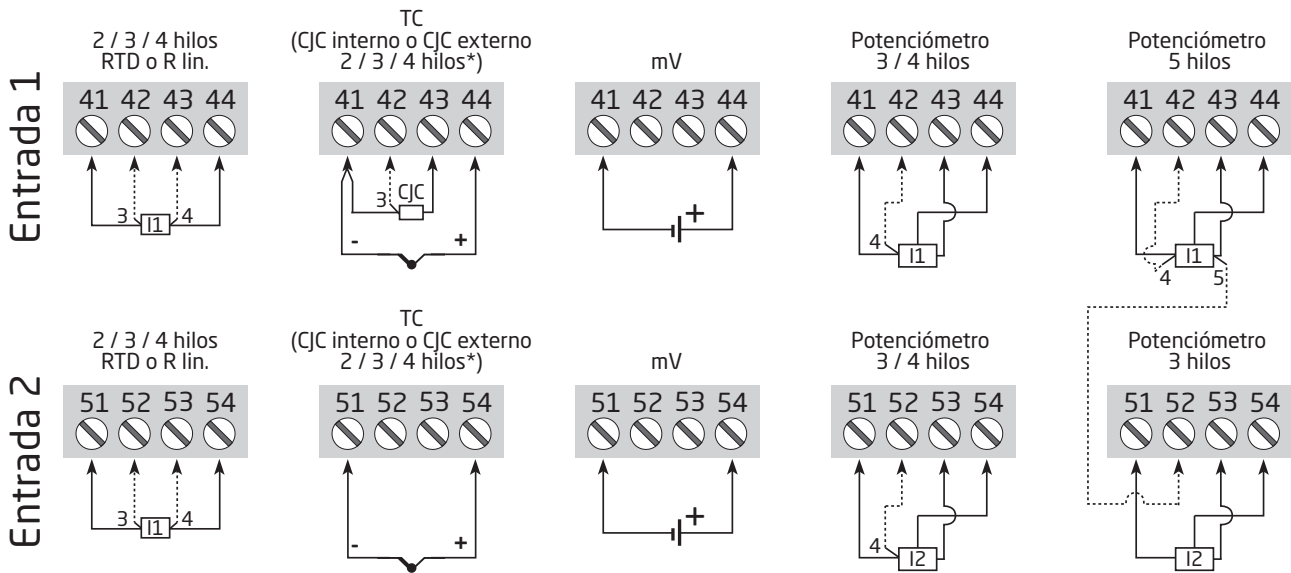 Entrada 1
2 / 3 / 4 hilos
RTD o R lin.
41 42 43 44
3 I1 4
TC
(CJC interno o CJC externo
2 / 3 / 4 hilos*)
41 42 43 44
3 CJC
- +
mV
41 42 43 44
+
Potenciómetro
3 / 4 hilos
41 42 43 44
4 I1
Potenciómetro
5 hilos
41 42 43 44
I1
4 5
Entrada 2
2 / 3 / 4 hilos
RTD o R lin.
51 52 53 54
3 I1 4
TC
(CJC interno o CJC externo
2 / 3 / 4 hilos*)
51 52 53 54
- +
mV
51 52 53 54
+
Potenciómetro
3 / 4 hilos
51 52 53 54
4 I2
Potenciómetro
3 hilos
51 52 53 54
I2